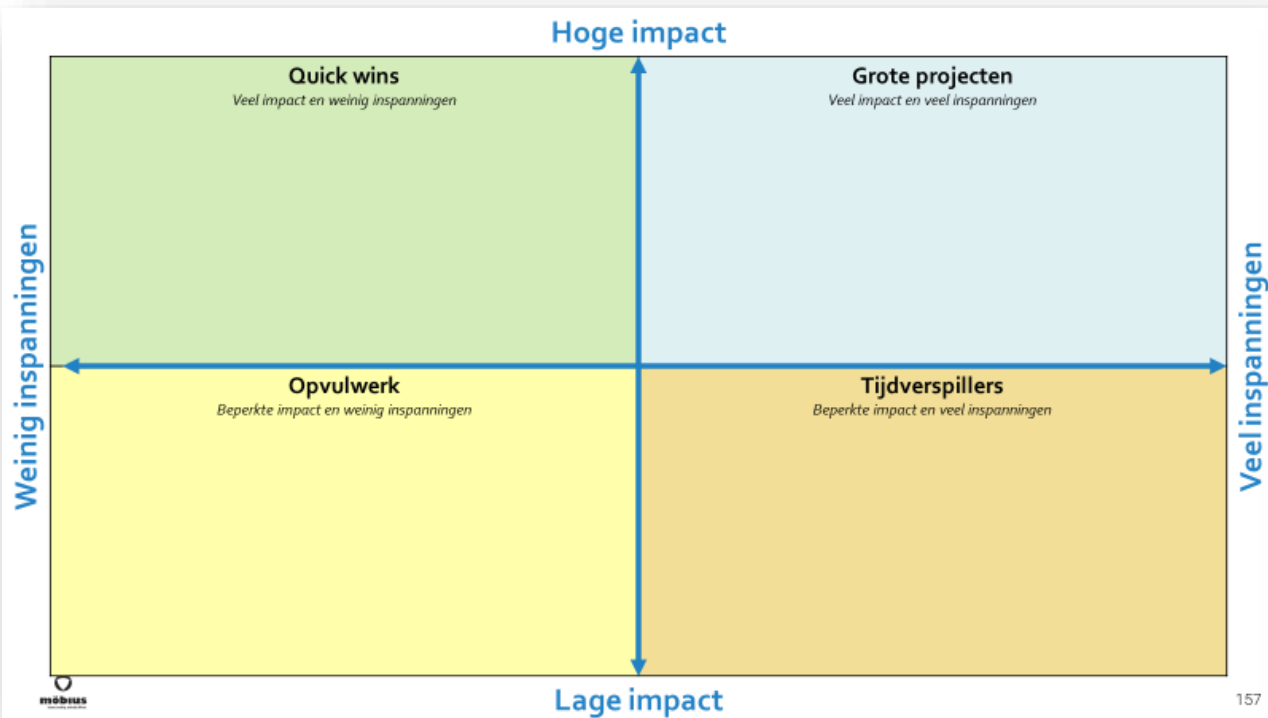 Hoge impact
Quick wins
Veel impact en weinig inspanningen
Grote projecten
Veel impact en veel inspanningen
Weinig inspanningen
Veel inspanningen
Opvulwerk
Beperkte impact en weinig inspanningen
Tijdverspillers
Beperkte impact en veel inspanningen
möbius
Lage impact
157